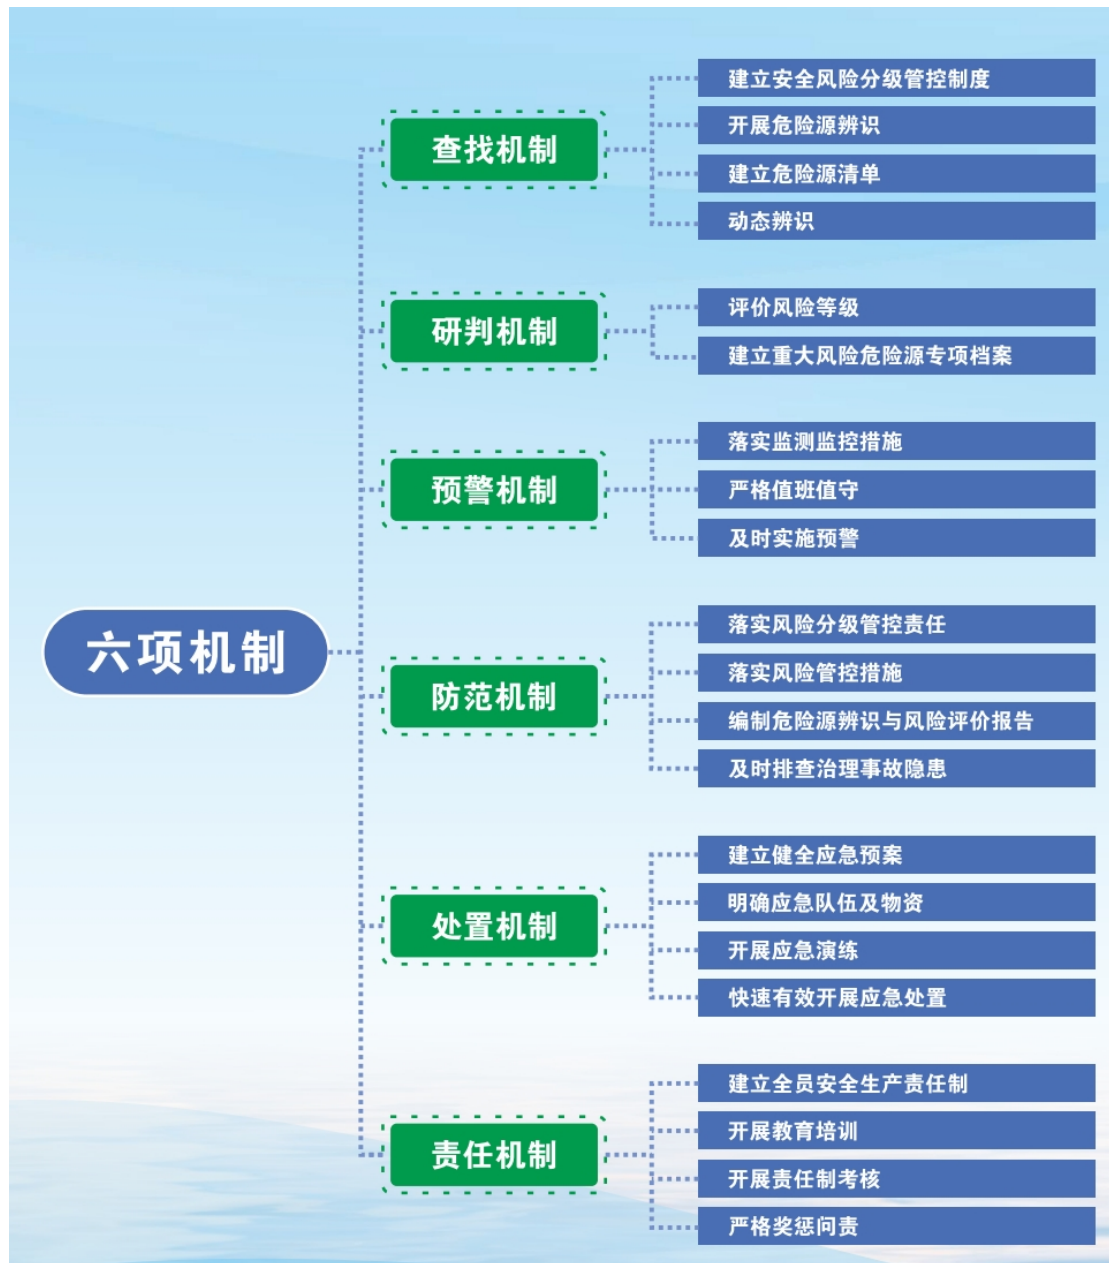 六项机制
查找机制
建立安全风险分级管控制度
开展危险源辨识
建立危险源清单
动态辨识
研判机制
评价风险等级
建立重大风险危险源专项档案
预警机制
落实监测监控措施
严格值班值守
及时实施预警
防范机制
落实风险分级管控责任
落实风险管控措施
编制危险源辨识与风险评价报告
及时排查治理事故隐患
处置机制
建立健全应急预案
明确应急队伍及物资
开展应急演练
快速有效开展应急处置
责任机制
建立全员安全生产责任制
开展教育培训
开展责任制考核
严格奖惩问责